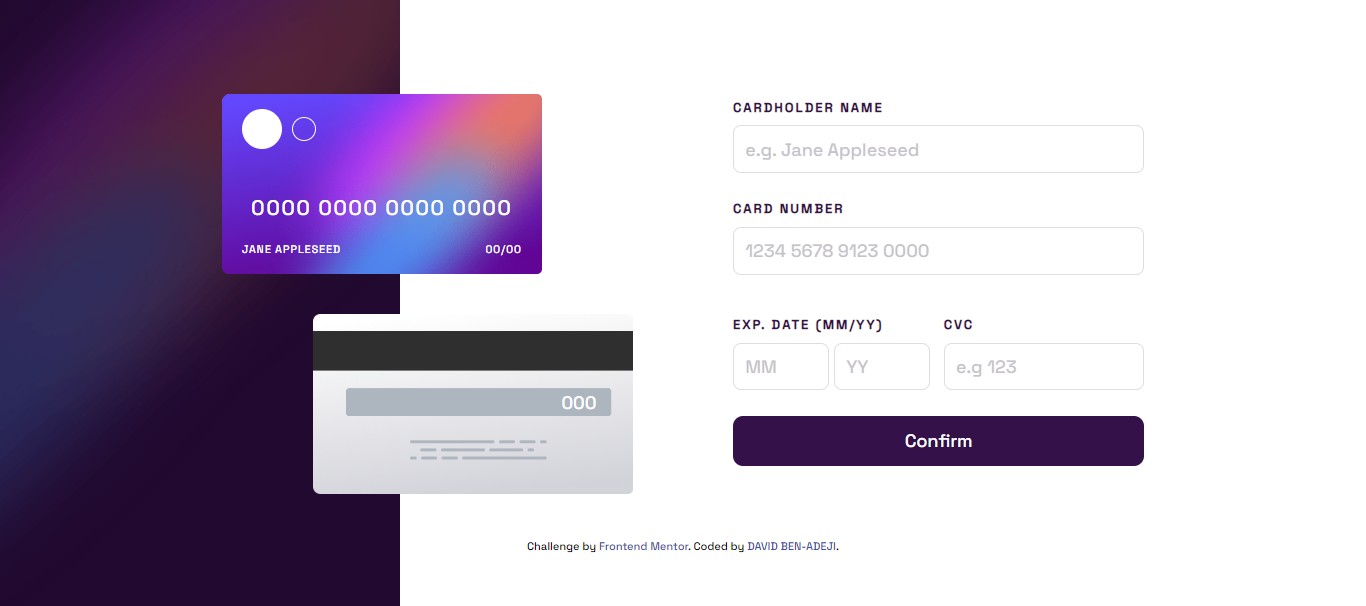 0000 0000 0000 0000
JANE APPLESEED 00/00
000
CARDHOLDER NAME
e.g. Jane Appleseed
CARD NUMBER
1234 5678 9123 0000
EXP. DATE (MM/YY) CVC
MM YY e.g 123
Confirm
Challenge by Frontend Mentor. Coded by DAVID BEN-ADEJI.